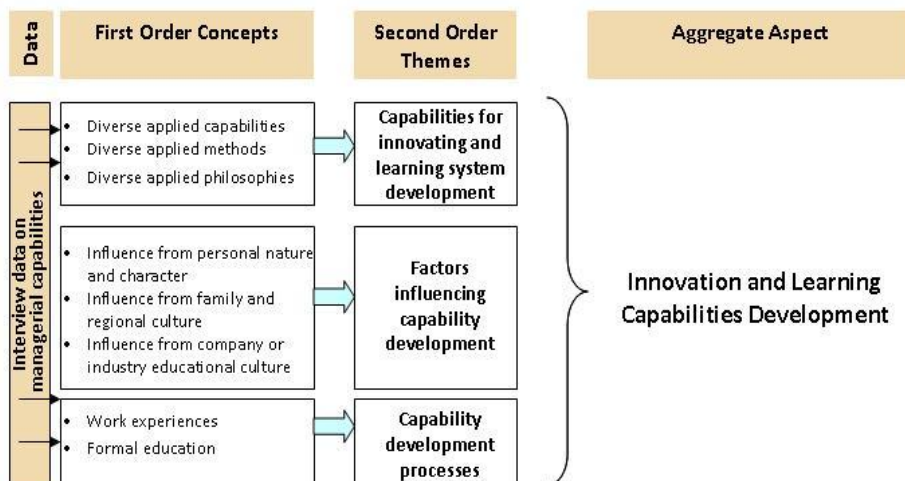 Data
First Order Concepts
Second Order
Themes
Aggregate Aspect
Interview data on
managerial capabilities
• Diverse applied capabilities
• Diverse applied methods
• Diverse applied philosophies
Capabilities for
innovating and
learning system
development
• Influence from personal nature
and character
• Influence from family and
regional culture
• Influence from company or
industry educational culture
Factors
influencing
capability
development
• Work experiences
• Formal education
Capability
development
processes
Innovation and Learning
Capabilities Development